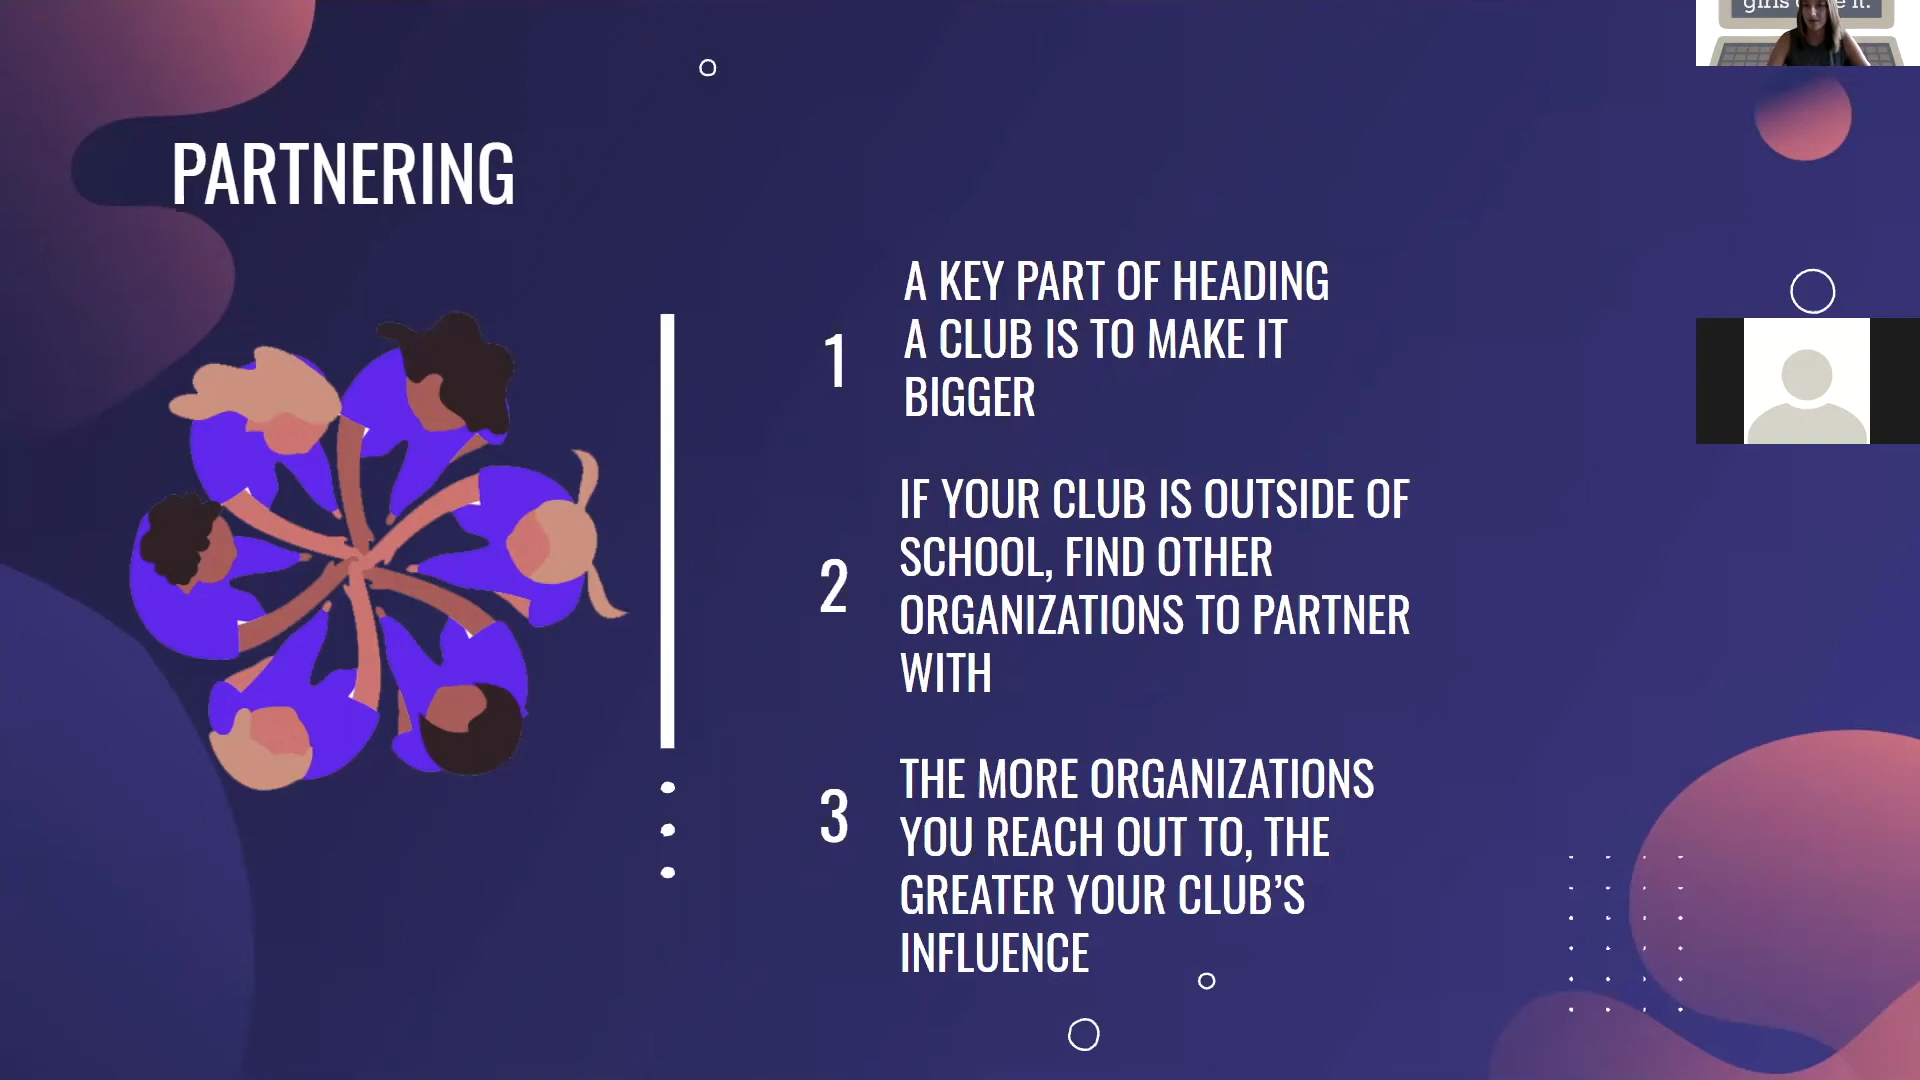 girls
it.
PARTNERING
1
A KEY PART OF HEADING
A CLUB IS TO MAKE IT
BIGGER
2
IF YOUR CLUB IS OUTSIDE OF
SCHOOL, FIND OTHER
ORGANIZATIONS TO PARTNER
WITH
3
THE MORE ORGANIZATIONS
YOU REACH OUT TO, THE
GREATER YOUR CLUB’S
INFLUENCE